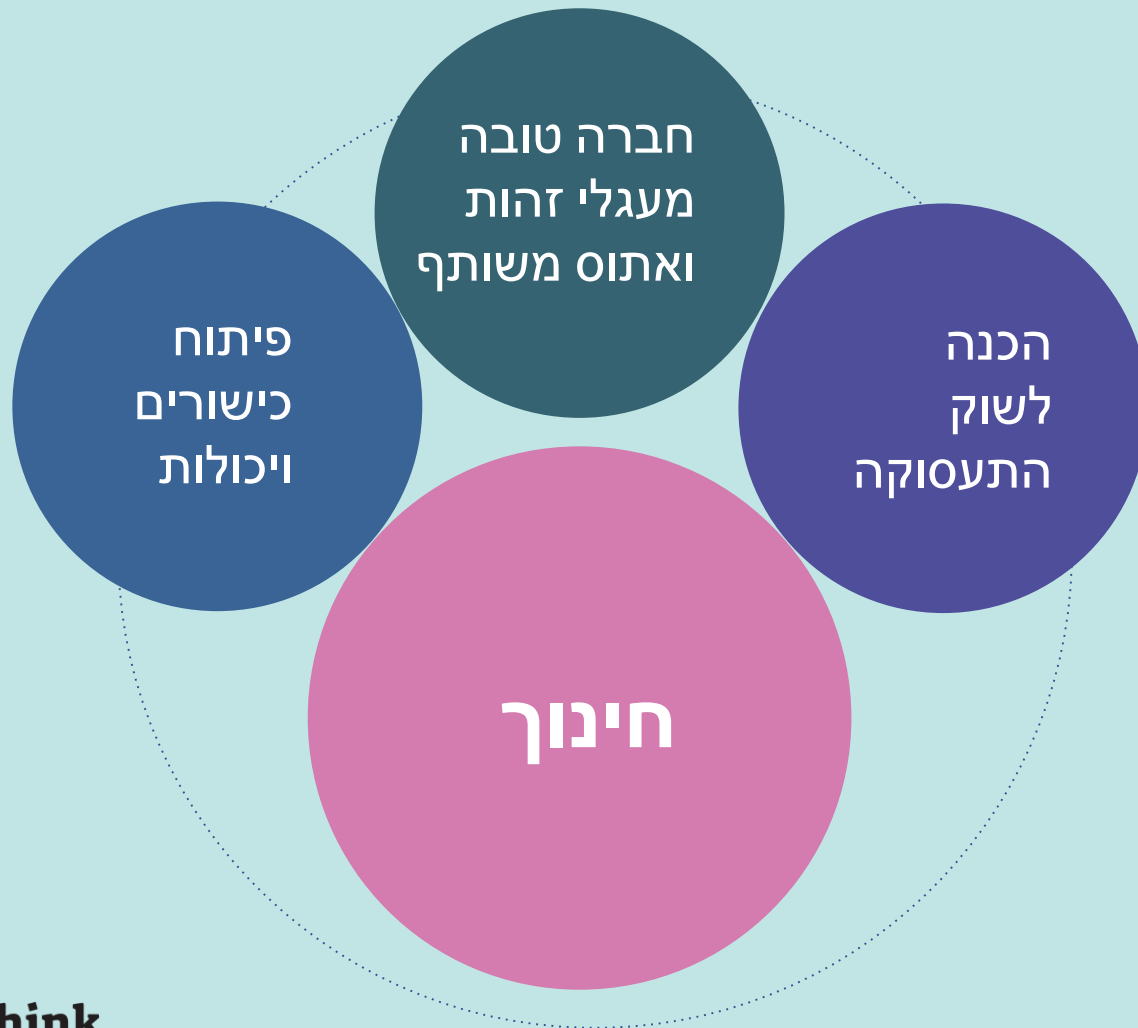 חברה טובה
מעגלי זהות
ואתוס משותף
הכנה
לשוק
התעסוקה
פיתוח
כישורים
ויכולות
חינוך